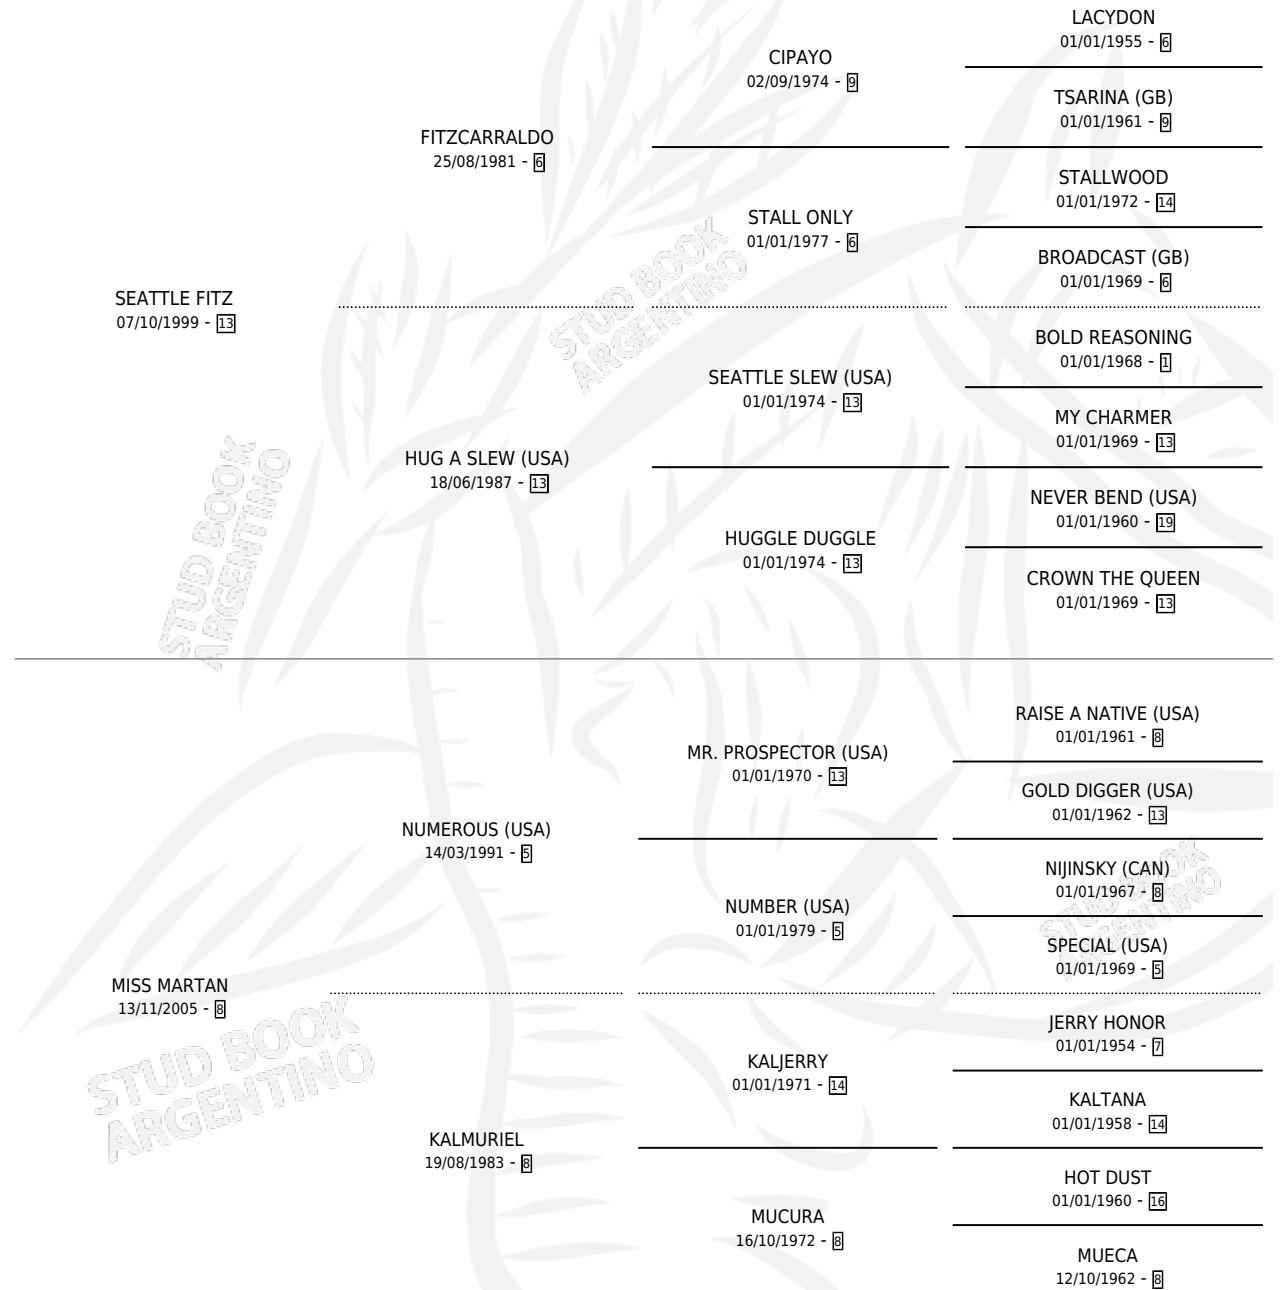 LACYDON
01/01/1955 - 6
CIPAYO
02/09/1974 - 9
TSARINA (GB)
01/01/1961 - 9
FITZCARRALDO
25/08/1981 - 6
STALLWOOD
01/01/1972 - 14
STALL ONLY
01/01/1977 - 6
BROADCAST (GB)
01/01/1969 - 6
SEATTLE FITZ
07/10/1999 - 13
BOLD REASONING
01/01/1968 - 1
SEATTLE SLEW (USA)
01/01/1974 - 13
MY CHARMER
01/01/1969 - 13
HUG A SLEW (USA)
18/06/1987 - 13
NEVER BEND (USA)
01/01/1960 - 19
HUGGLE DUGGLE
01/01/1974 - 13
CROWN THE QUEEN
01/01/1969 - 13
RAISE A NATIVE (USA)
01/01/1961 - 8
MR. PROSPECTOR (USA)
01/01/1970 - 13
GOLD DIGGER (USA)
01/01/1962 - 13
NUMEROUS (USA)
14/03/1991 - 5
NIJINSKY (CAN)
01/01/1967 - 8
NUMBER (USA)
01/01/1979 - 5
SPECIAL (USA)
01/01/1969 - 5
MISS MARTAN
13/11/2005 - 8
JERRY HONOR
01/01/1954 - 7
KALJERRY
01/01/1971 - 14
KALTANA
01/01/1958 - 14
KALMURIEL
19/08/1983 - 8
HOT DUST
01/01/1960 - 16
MUCURA
16/10/1972 - 8
MUECA
12/10/1962 - 8
STUD BOOK
ARGENTINO
STUD BOOK
ARGENTINO
STUD BOOK
ARGENTINO
STUD BOOK
ARGENTINO